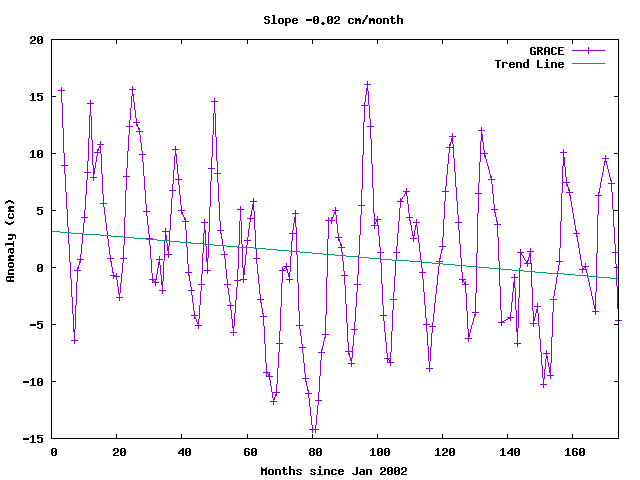 Slope -0.02 cm/month
20
15
10
5
0
-5
-10
-15
Anomaly (cm)
GRACE
Trend Line
0 20 40 60 80 100 120 140 160
Months since Jan 2002